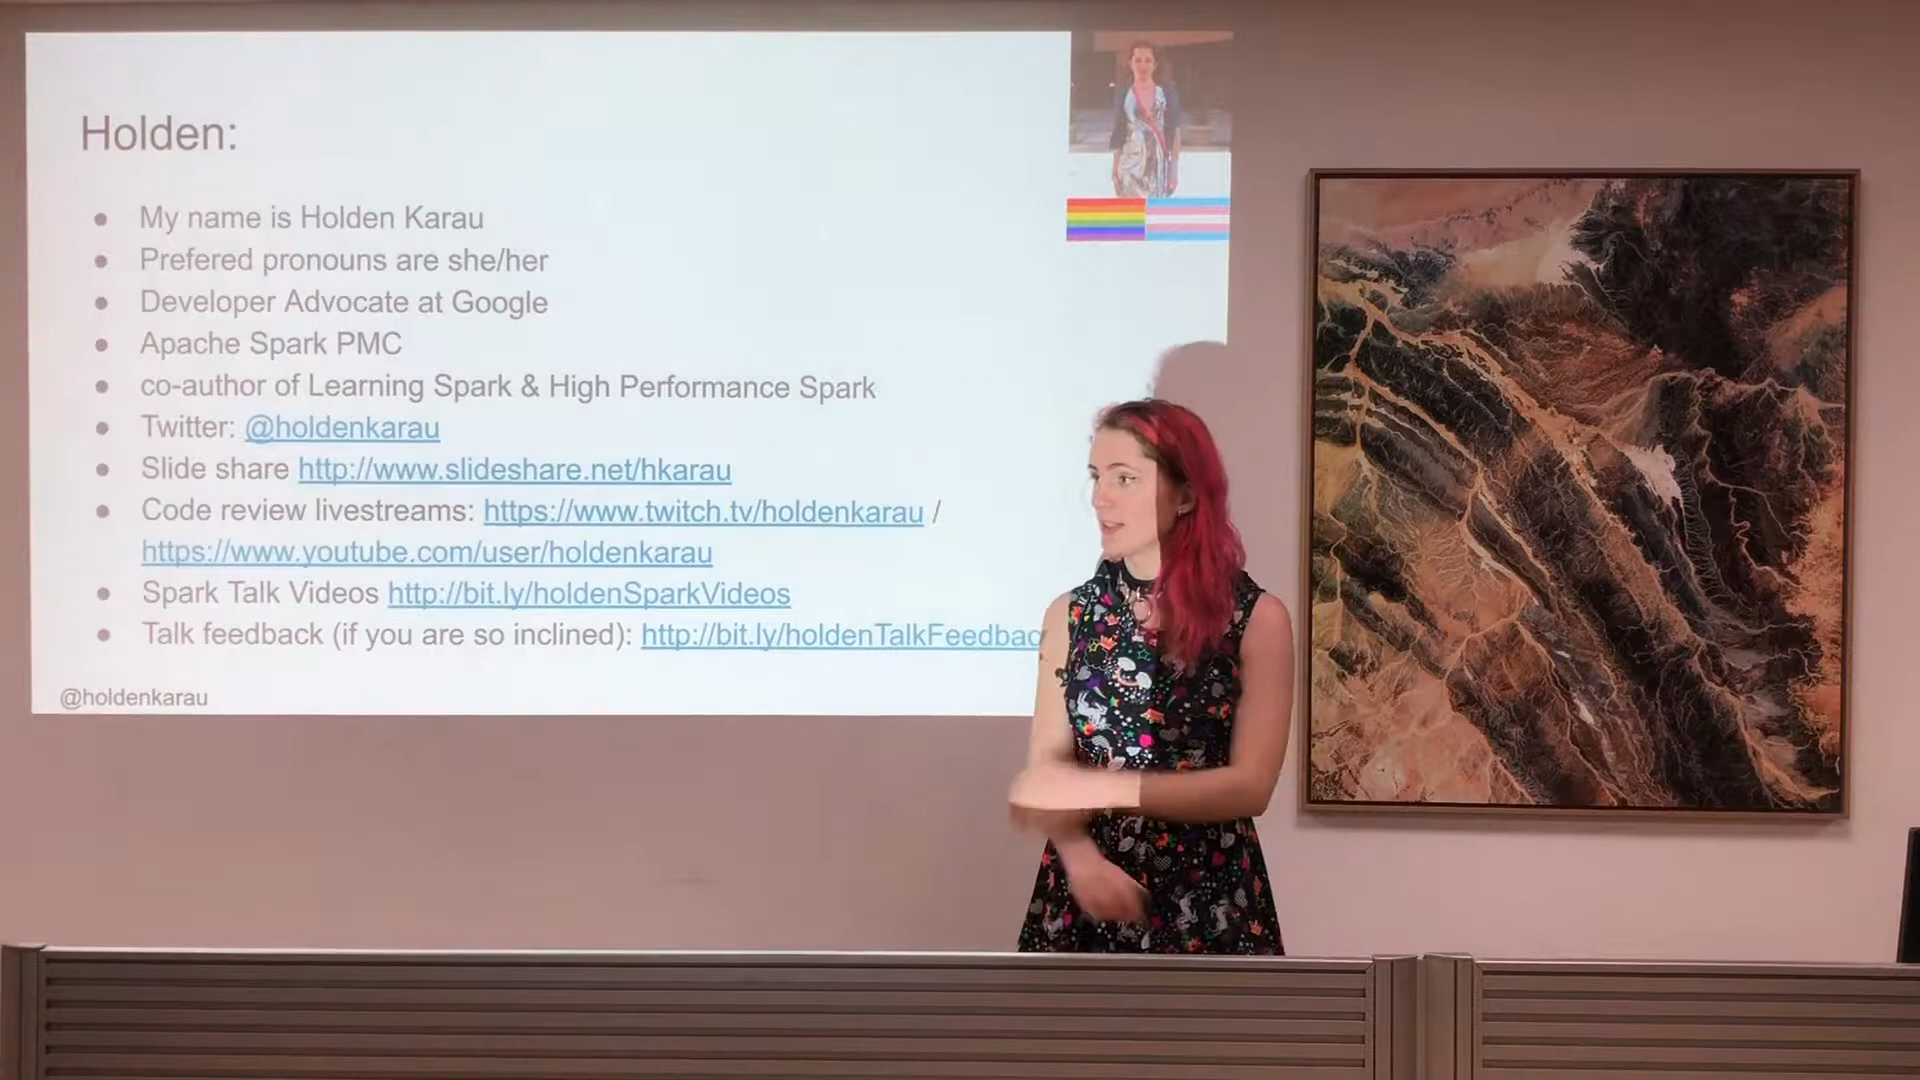 Holden:
● My name is Holden Karau
● Prefered pronouns are she/her
● Developer Advocate at Google
● Apache Spark PMC
● co-author of Learning Spark & High Performance Spark
● Twitter: @holdenkarau
● Slide share http://www.slideshare.net/hkarau
● Code review livestreams: https://www.twitch.tv/holdenkarau /
https://www.youtube.com/user/holdenkarau
● Spark Talk Videos http://bit.ly/holdenSparkVideos
● Talk feedback (if you are so inclined): http://bit.ly/holdenTalkFeedbac
@holdenkarau